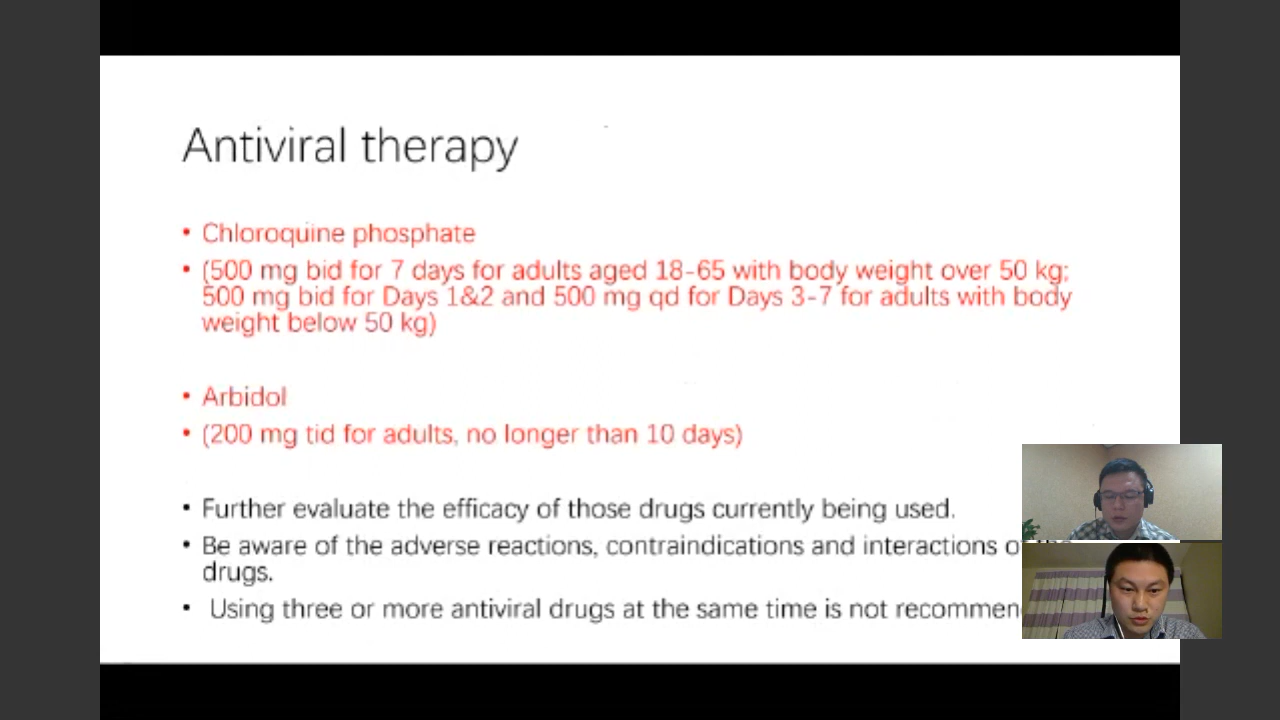 Antiviral therapy
• Chloroquine phosphate
• (500 mg bid for 7 days for adults aged 18-65 with body weight over 50 kg;
500 mg bid for Days 1&2 and 500 mg qd for Days 3-7 for adults with body
weight below 50 kg)
• Arbidol
• (200 mg tid for adults, no longer than 10 days)
• Further evaluate the efficacy of those drugs currently being used.
• Be aware of the adverse reactions, contraindications and interactions of the
drugs.
• Using three or more antiviral drugs at the same time is not